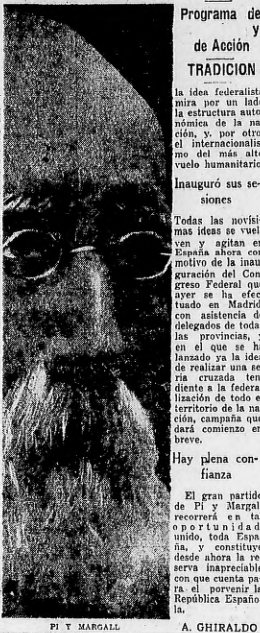 Programa de
y
de Acción
TRADICION
la idea federalist
mira por un lado
la estructura auto
nómica de la na
ción, y, por otro
el internacionalis
mo del más alto
vuelo humanitario
Inauguró sus se-
siones
Todas las novísi-
mas ideas se vuel
ven y agitan en
España ahora con
motivo de la inau
guración del Con
greso Federal que
ayer se ha efec
tuado en Madrid
con asistencia de
delegados de toda
las provincias, y
en el que se ha
lanzado ya la idea
de realizar una se
ria cruzada ten
diente a la federa
lización de todo e
territorio de la na
ción, campaña que
dará comienzo en
breve.
Hay plena con-
fianza
El gran partido
de Pi y Margal
recorrerá en ta
oportunidad
unido, toda Espa
ña, y constituye
desde ahora la re
serva inapreciable
con que cuenta pa
ra el porvenir la
República Españo
la.
PI Y MARGALL
A. GHIRALDO